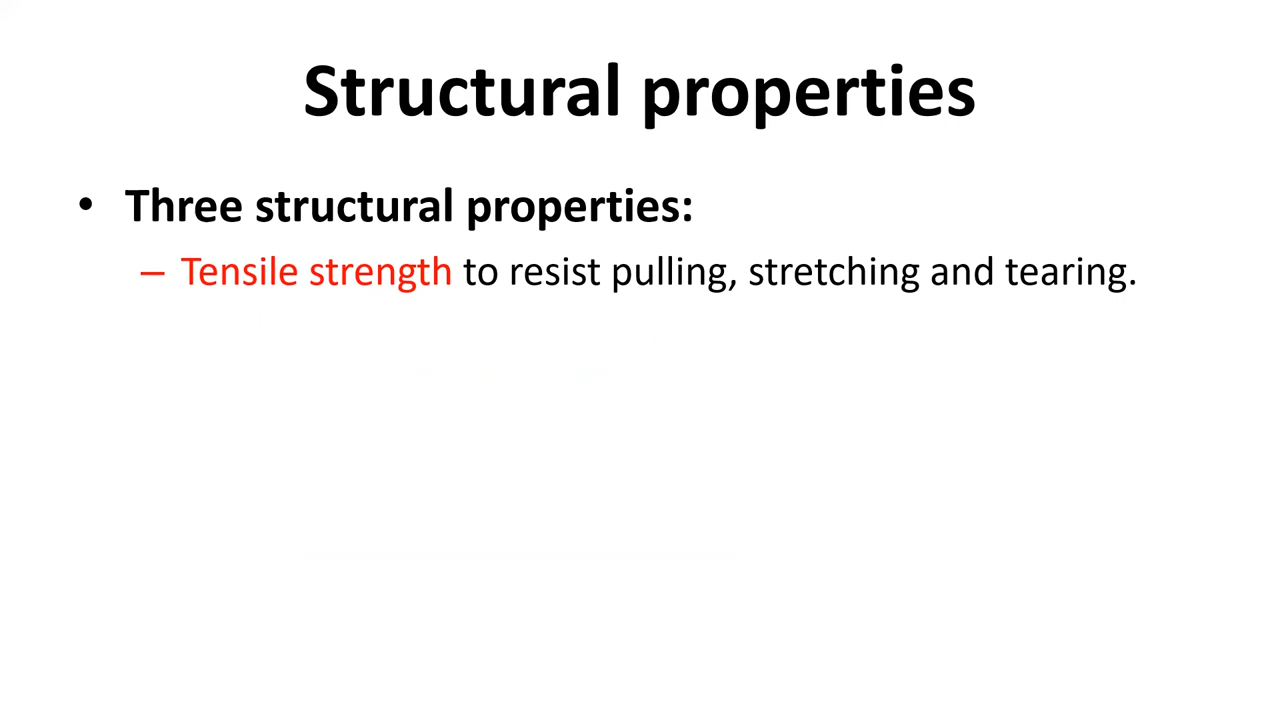 Structural properties
• Three structural properties:
– Tensile strength to resist pulling, stretching and tearing.